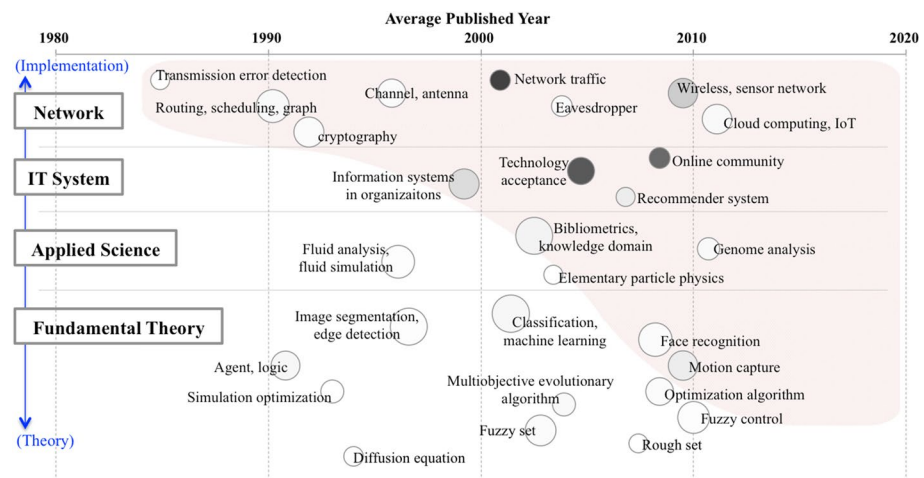 Average Published Year
1980 1990 2000 2010 2020
(Implementation)
Network
Transmission error detection
Routing, scheduling, graph
cryptography
Channel, antenna
Network traffic
Eavesdropper
Wireless, sensor network
Cloud computing, IoT
IT System
Information systems
in organizaitons
Technology
acceptance
Online community
Recommender system
Applied Science
Fluid analysis,
fluid simulation
Bibliometrics,
knowledge domain
Elementary particle physics
Genome analysis
Fundamental Theory
Image segmentation,
edge detection
Classification,
machine learning
Face recognition
Agent, logic
Motion capture
Simulation optimization
Multiobjective evolutionary
algorithm
Optimization algorithm
Fuzzy set
Fuzzy control
Rough set
(Theory)
Diffusion equation